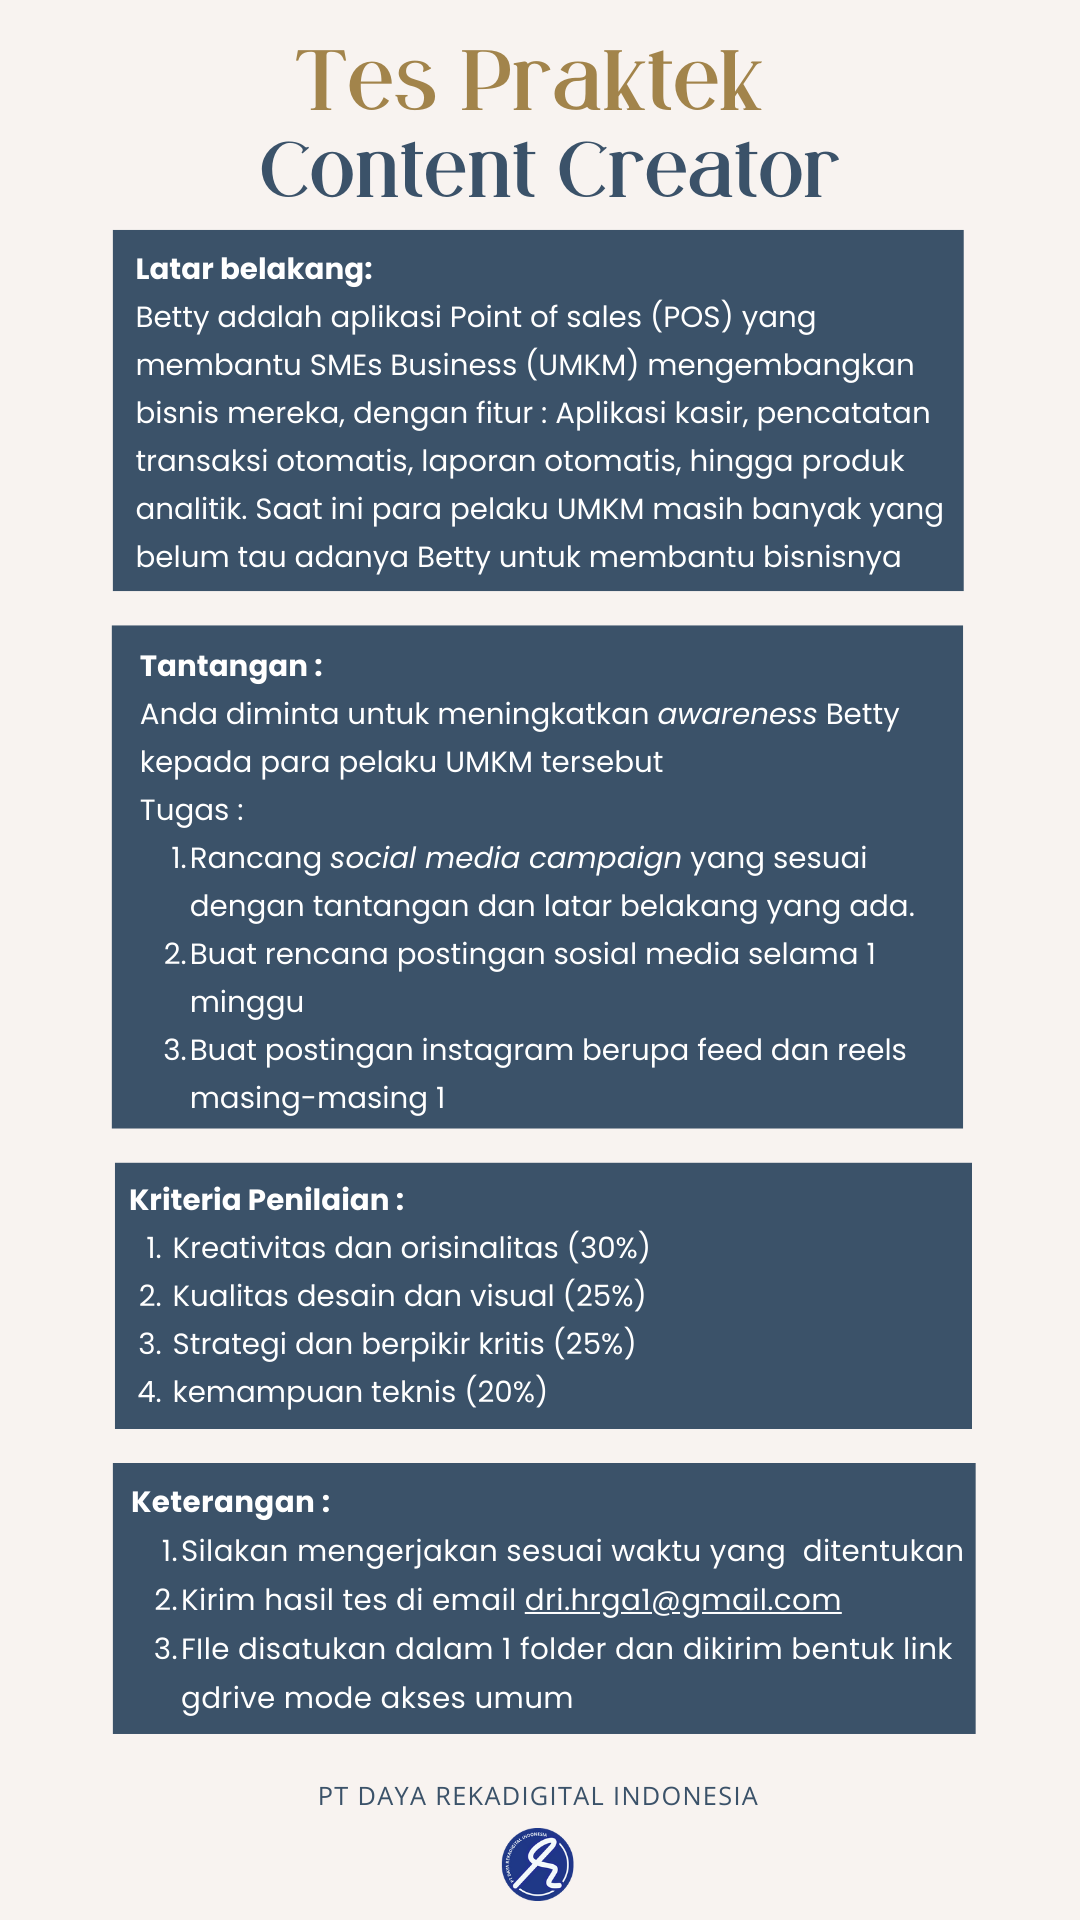 Tes Praktek
Content Creator
Latar belakang:
Betty adalah aplikasi Point of sales (POS) yang
membantu SMEs Business (UMKM) mengembangkan
bisnis mereka, dengan fitur : Aplikasi kasir, pencatatan
transaksi otomatis, laporan otomatis, hingga produk
analitik. Saat ini para pelaku UMKM masih banyak yang
belum tau adanya Betty untuk membantu bisnisnya
Tantangan :
Anda diminta untuk meningkatkan awareness Betty
kepada para pelaku UMKM tersebut
Tugas :
1. Rancang social media campaign yang sesuai
dengan tantangan dan latar belakang yang ada.
2. Buat rencana postingan sosial media selama 1
minggu
3. Buat postingan instagram berupa feed dan reels
masing-masing 1
Kriteria Penilaian :
1. Kreativitas dan orisinalitas (30%)
2. Kualitas desain dan visual (25%)
3. Strategi dan berpikir kritis (25%)
4. kemampuan teknis (20%)
Keterangan :
1. Silakan mengerjakan sesuai waktu yang ditentukan
2. Kirim hasil tes di email dri.hrga1@gmail.com
3. FIle disatukan dalam 1 folder dan dikirim bentuk link
gdrive mode akses umum
PT DAYA REKADIGITAL INDONESIA
PT DAYA REKADIGITAL INDONESIA